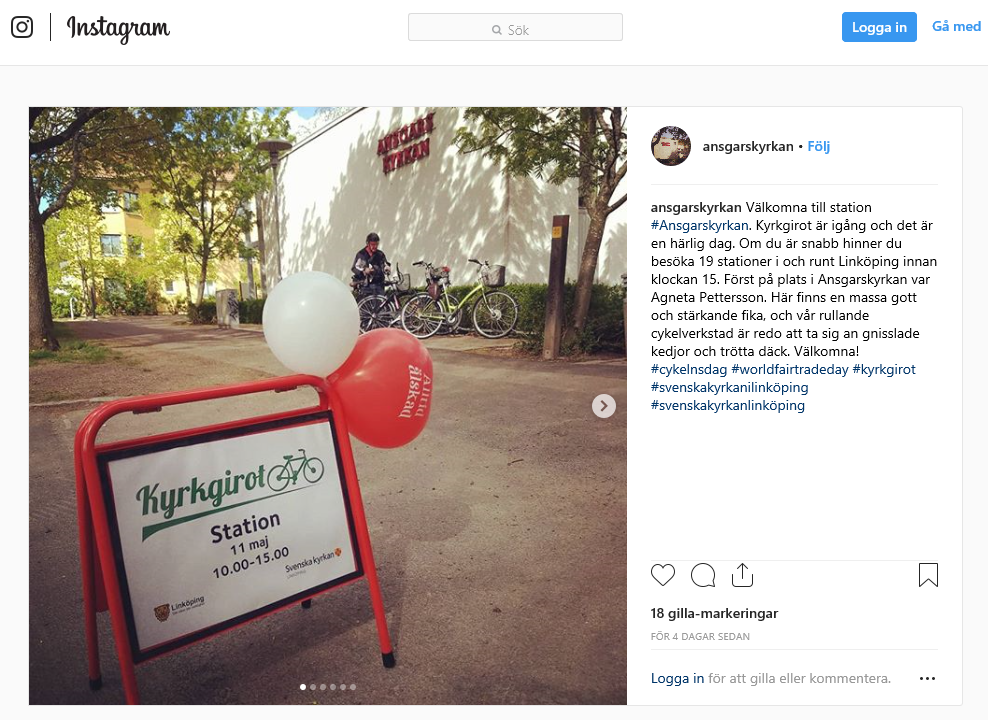 Instagram
Sök
Logga in
Gå med
ANSGARS
KYRKAN
Ännu
älskad
Kyrkgirot
Station
11 maj
10.00-15.00
Svenska kyrkan
Linköping
ansgarskyrkan • Följ
ansgarskyrkan Välkomna till station
#Ansgarskyrkan. Kyrkgirot är igång och det är
en härlig dag. Om du är snabb hinner du
besöka 19 stationer i och runt Linköping innan
klockan 15. Först på plats i Ansgarskyrkan var
Agneta Pettersson. Här finns en massa gott
och stärkande fika, och vår rullande
cykelverkstad är redo att ta sig an gnisslade
kedjor och trötta däck. Välkomna!
#cykelnsdag #worldfairtradeday #kyrkgirot
#svenskakyrkanilinköping
#svenskakyrkanlinköping
18 gilla-markeringar
FÖR 4 DAGAR SEDAN
Logga in för att gilla eller kommentera.